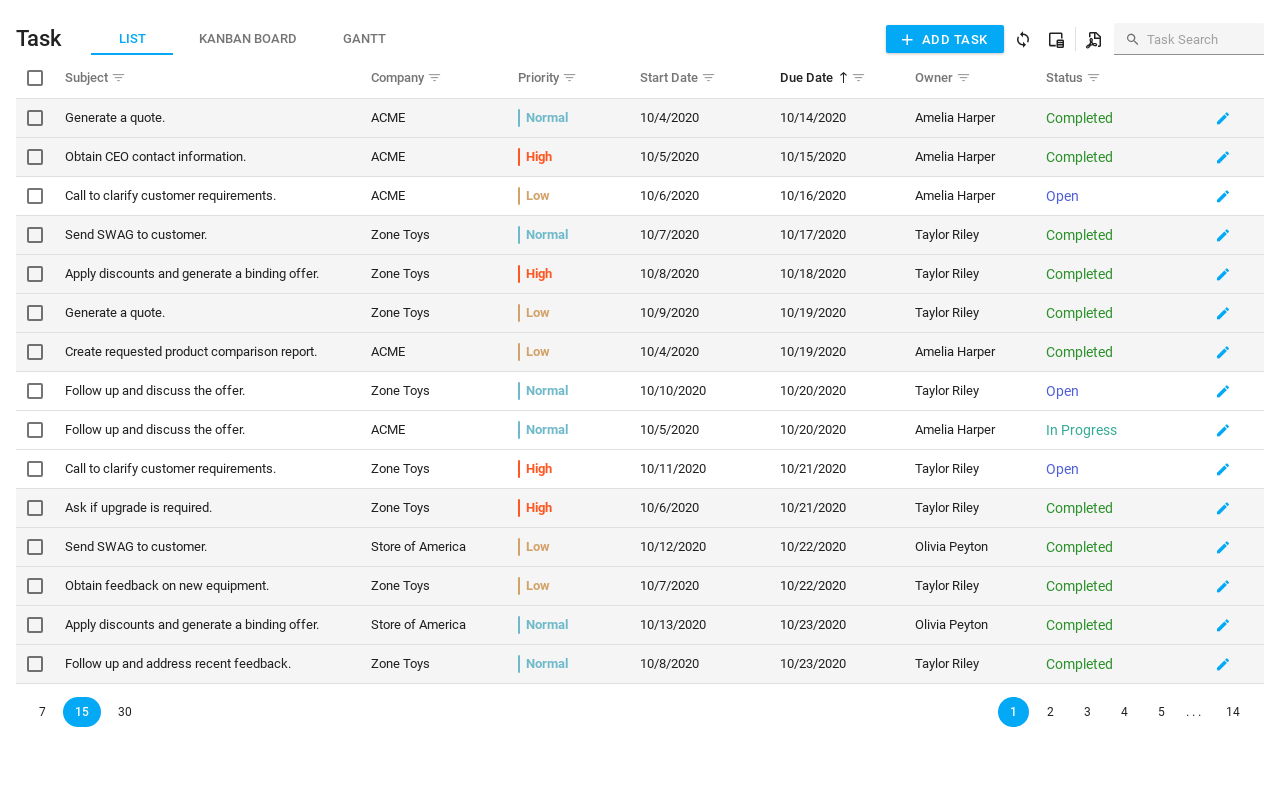 Task LIST KANBAN BOARD GANTT ADD TASK Task Search
Subject Company Priority Start Date Due Date Owner Status
Generate a quote. ACME Normal 10/4/2020 10/14/2020 Amelia Harper Completed
Obtain CEO contact information. ACME High 10/5/2020 10/15/2020 Amelia Harper Completed
Call to clarify customer requirements. ACME Low 10/6/2020 10/16/2020 Amelia Harper Open
Send SWAG to customer. Zone Toys Normal 10/7/2020 10/17/2020 Taylor Riley Completed
Apply discounts and generate a binding offer. Zone Toys High 10/8/2020 10/18/2020 Taylor Riley Completed
Generate a quote. Zone Toys Low 10/9/2020 10/19/2020 Taylor Riley Completed
Create requested product comparison report. ACME Low 10/4/2020 10/19/2020 Amelia Harper Completed
Follow up and discuss the offer. Zone Toys Normal 10/10/2020 10/20/2020 Taylor Riley Open
Follow up and discuss the offer. ACME Normal 10/5/2020 10/20/2020 Amelia Harper In Progress
Call to clarify customer requirements. Zone Toys High 10/11/2020 10/21/2020 Taylor Riley Open
Ask if upgrade is required. Zone Toys High 10/6/2020 10/21/2020 Taylor Riley Completed
Send SWAG to customer. Store of America Low 10/12/2020 10/22/2020 Olivia Peyton Completed
Obtain feedback on new equipment. Zone Toys Low 10/7/2020 10/22/2020 Taylor Riley Completed
Apply discounts and generate a binding offer. Store of America Normal 10/13/2020 10/23/2020 Olivia Peyton Completed
Follow up and address recent feedback. Zone Toys Normal 10/8/2020 10/23/2020 Taylor Riley Completed
7 15 30 1 2 3 4 5 ... 14